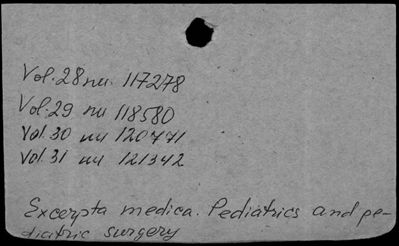 Vol. 28 nu. 117278
Vol. 29 nu 118580
Vol. 30 nu 120771
Vol. 31 nu 121342
Excerpta medica. Pediatrics and pe-
diatric surgery